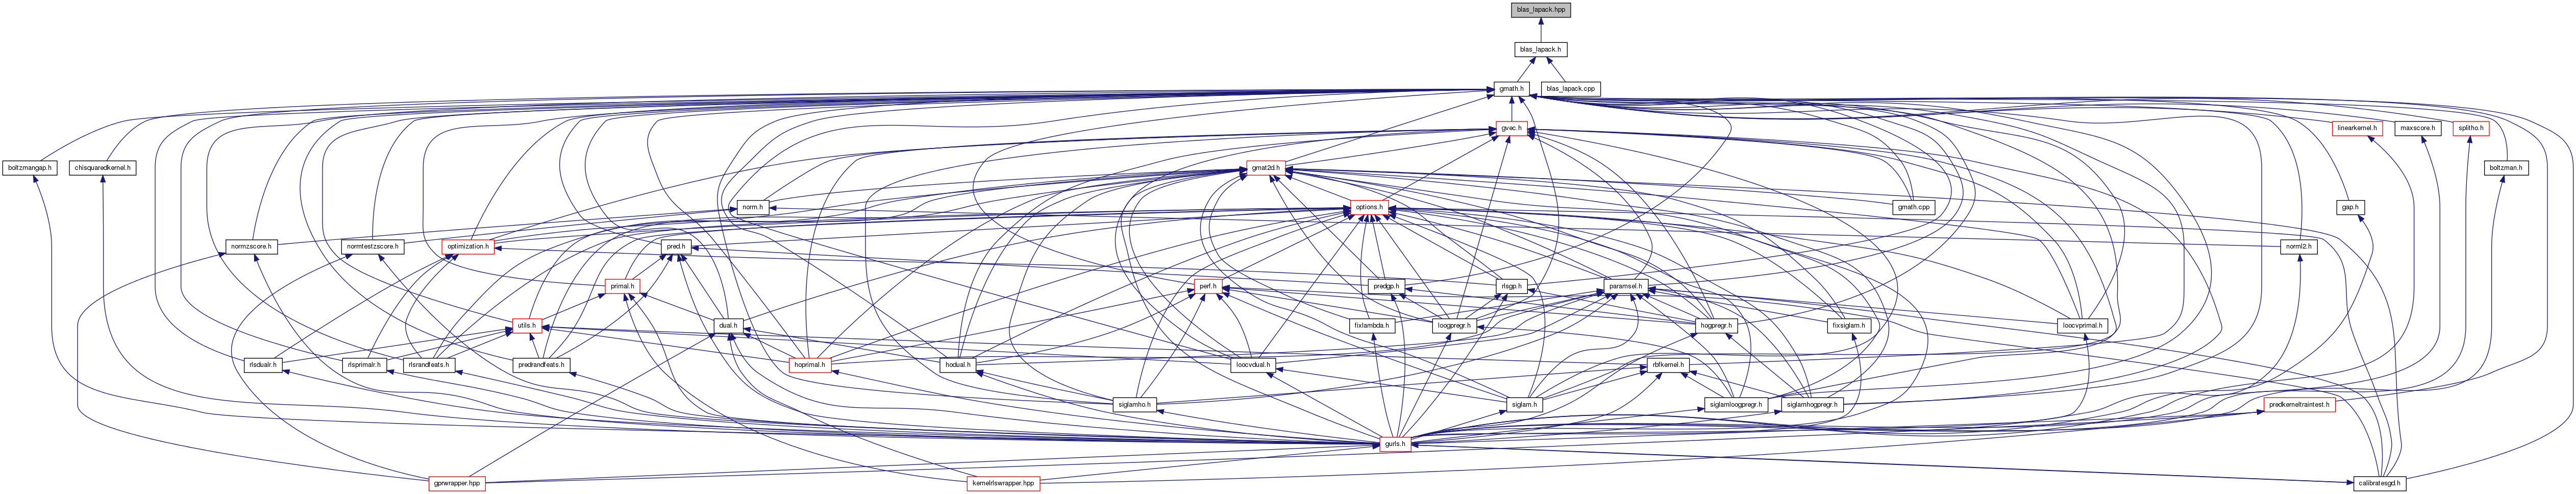 blas_lapack.hpp
blas_lapack.h
gmath.h
blas_lapack.cpp
gvec.h
linearkernel.h
maxscore.h
splitho.h
boltzmangap.h
chisquaredkernel.h
gmat2d.h
boltzman.h
norm.h
options.h
gmath.cpp
gap.h
normzscore.h
normtestzscore.h
optimization.h
pred.h
norml2.h
primal.h
perf.h
predgp.h
rlsgp.h
paramsel.h
utils.h
dual.h
fixlambda.h
loogpregr.h
hogpregr.h
fixsiglam.h
loocvprimal.h
rlsdualr.h
rlsprimalr.h
rlsrandfeats.h
predrandfeats.h
hoprimal.h
hodual.h
loocvdual.h
rbfkernel.h
siglamho.h
siglam.h
siglamloogpregr.h
siglamhogpregr.h
predkerneltraintest.h
gurls.h
gprwrapper.hpp
kernelrlswrapper.hpp
calibratesgd.h